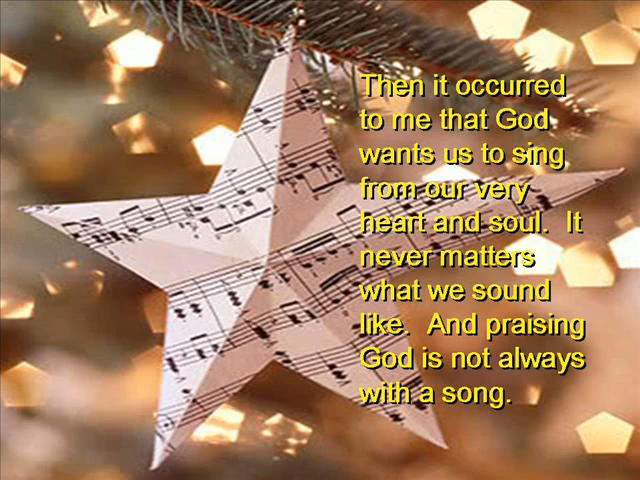 Then it occurred
to me that God
wants us to sing
from our very
heart and soul.  It
never matters
what we sound
like.  And praising
God is not always
with a song.